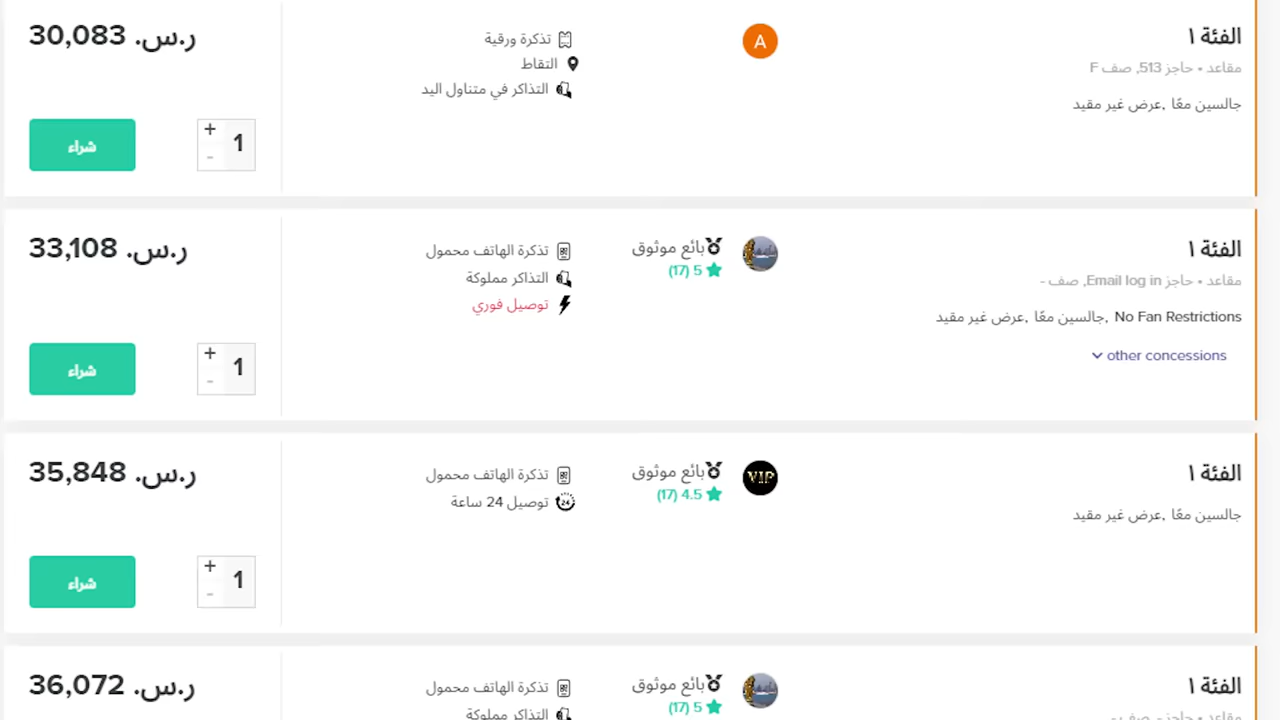 الفئة ١
مقاعد • حاجز 513, صف F
جالسين معًا ,عرض غير مقيد
A
تذكرة ورقية
التقاط
التذاكر في متناول اليد
ر.س. 30,083
+
1
-
شراء
الفئة ١
مقاعد • حاجز Email log in, صف -
No Fan Restrictions ,جالسين معًا ,عرض غير مقيد
other concessions
بائع موثوق
5 (17)
تذكرة الهاتف محمول
التذاكر مملوكة
توصيل فوري
ر.س. 33,108
+
1
-
شراء
الفئة ١
جالسين معًا ,عرض غير مقيد
VIP
بائع موثوق
4.5 (17)
تذكرة الهاتف محمول
24
توصيل 24 ساعة
ر.س. 35,848
+
1
-
شراء
الفئة ١
مقاعد • حاجز -, صف -
بائع موثوق
5 (17)
تذكرة الهاتف محمول
التذاكر مملوكة
ر.س. 36,072